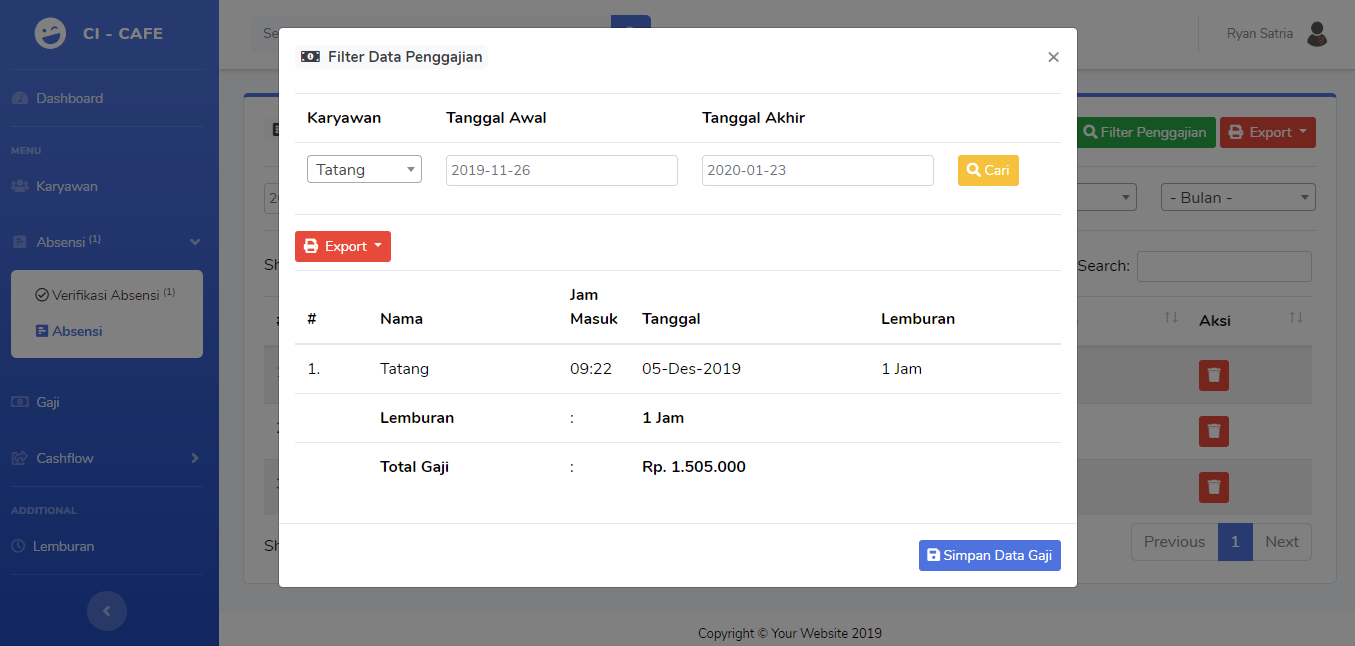 CI - CAFE
Dashboard
MENU
Karyawan
Absensi (1)
Verifikasi Absensi (1)
Absensi
Gaji
Cashflow
ADDITIONAL
Lemburan
Ryan Satria
Filter Penggajian
Export
- Bulan -
Search:
Aksi
Previous 1 Next
Copyright © Your Website 2019
Filter Data Penggajian
×
Karyawan Tanggal Awal Tanggal Akhir
Tatang 2019-11-26 2020-01-23 Cari
Export
# Nama Jam Masuk Tanggal Lemburan
1. Tatang 09:22 05-Des-2019 1 Jam
Lemburan : 1 Jam
Total Gaji : Rp. 1.505.000
Simpan Data Gaji